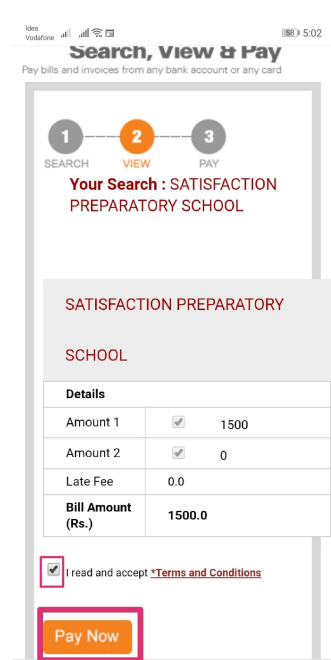 Idea
Vodafone 58 5:02
Search, View & Pay
Pay bills and invoices from any bank account or any card
1 2 3
SEARCH VIEW PAY
Your Search : SATISFACTION
PREPARATORY SCHOOL
SATISFACTION PREPARATORY
SCHOOL
Details
Amount 1 1500
Amount 2 0
Late Fee 0.0
Bill Amount
(Rs.) 1500.0
I read and accept *Terms and Conditions
Pay Now